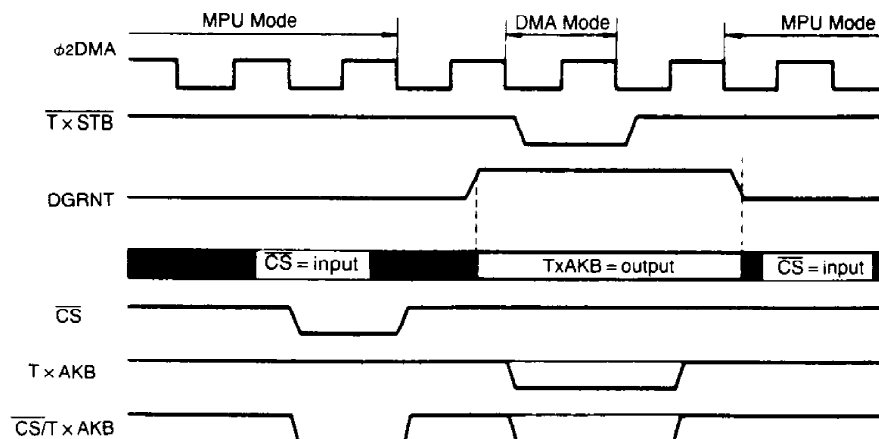 MPU Mode
DMA Mode
MPU Mode
φ2DMA
T×STB
DGRNT
CS = input
TxAKB = output
CS = input
CS
T×AKB
CS/T×AKB